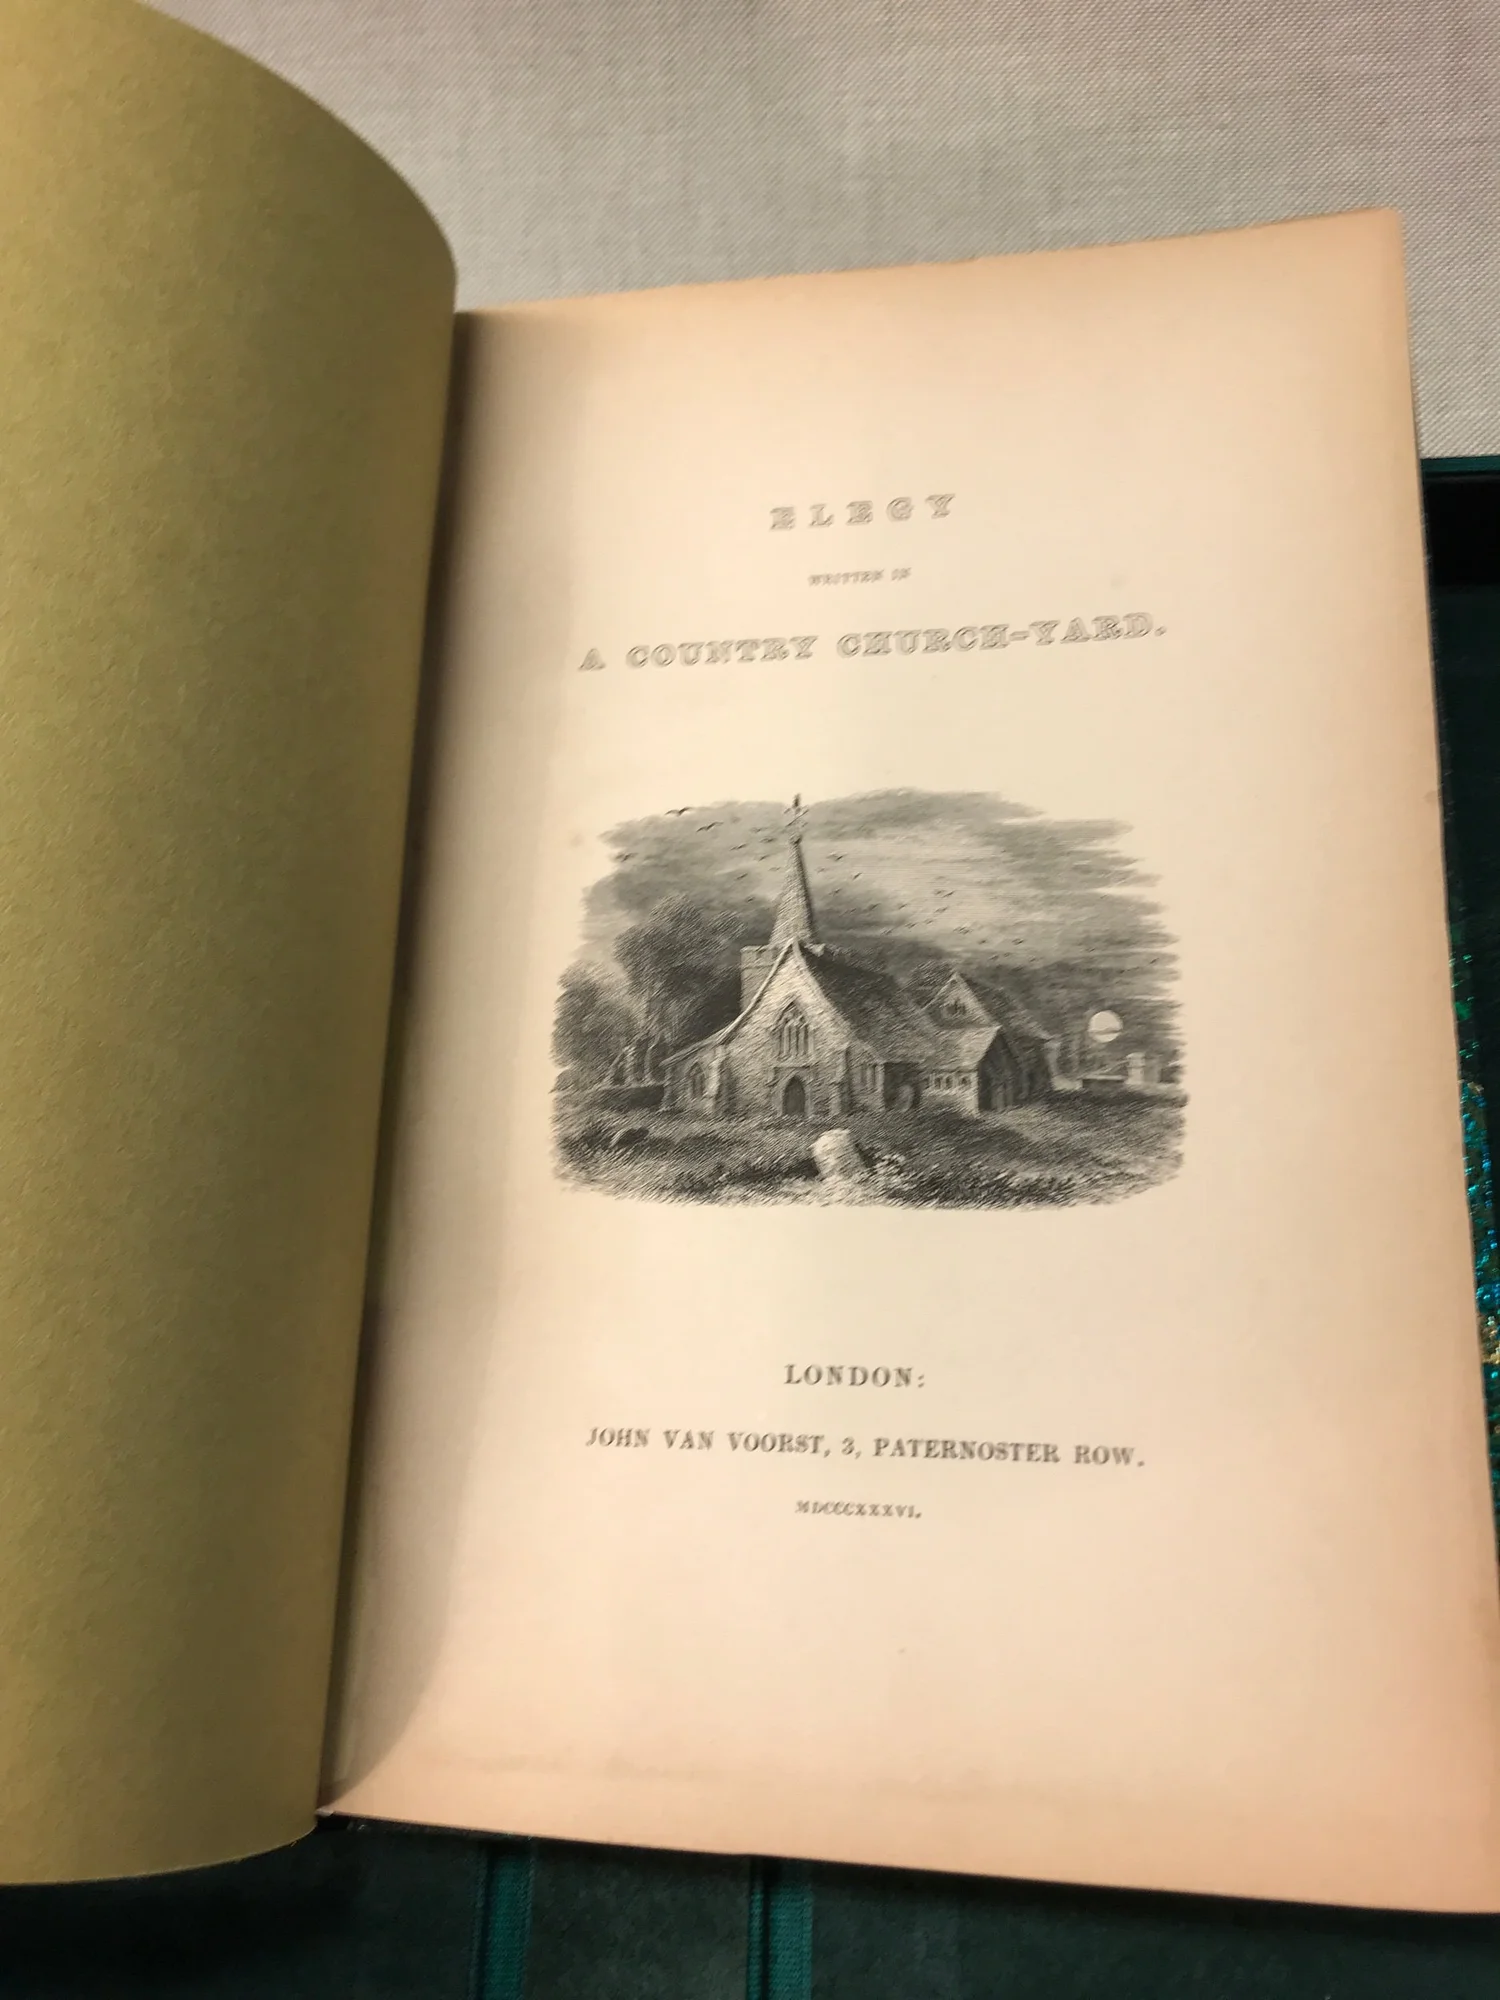 ELEGY
WRITTEN IN
A COUNTRY CHURCH-YARD.
LONDON:
JOHN VAN VOORST, 3, PATERNOSTER ROW.
MDCCCXXXVI.